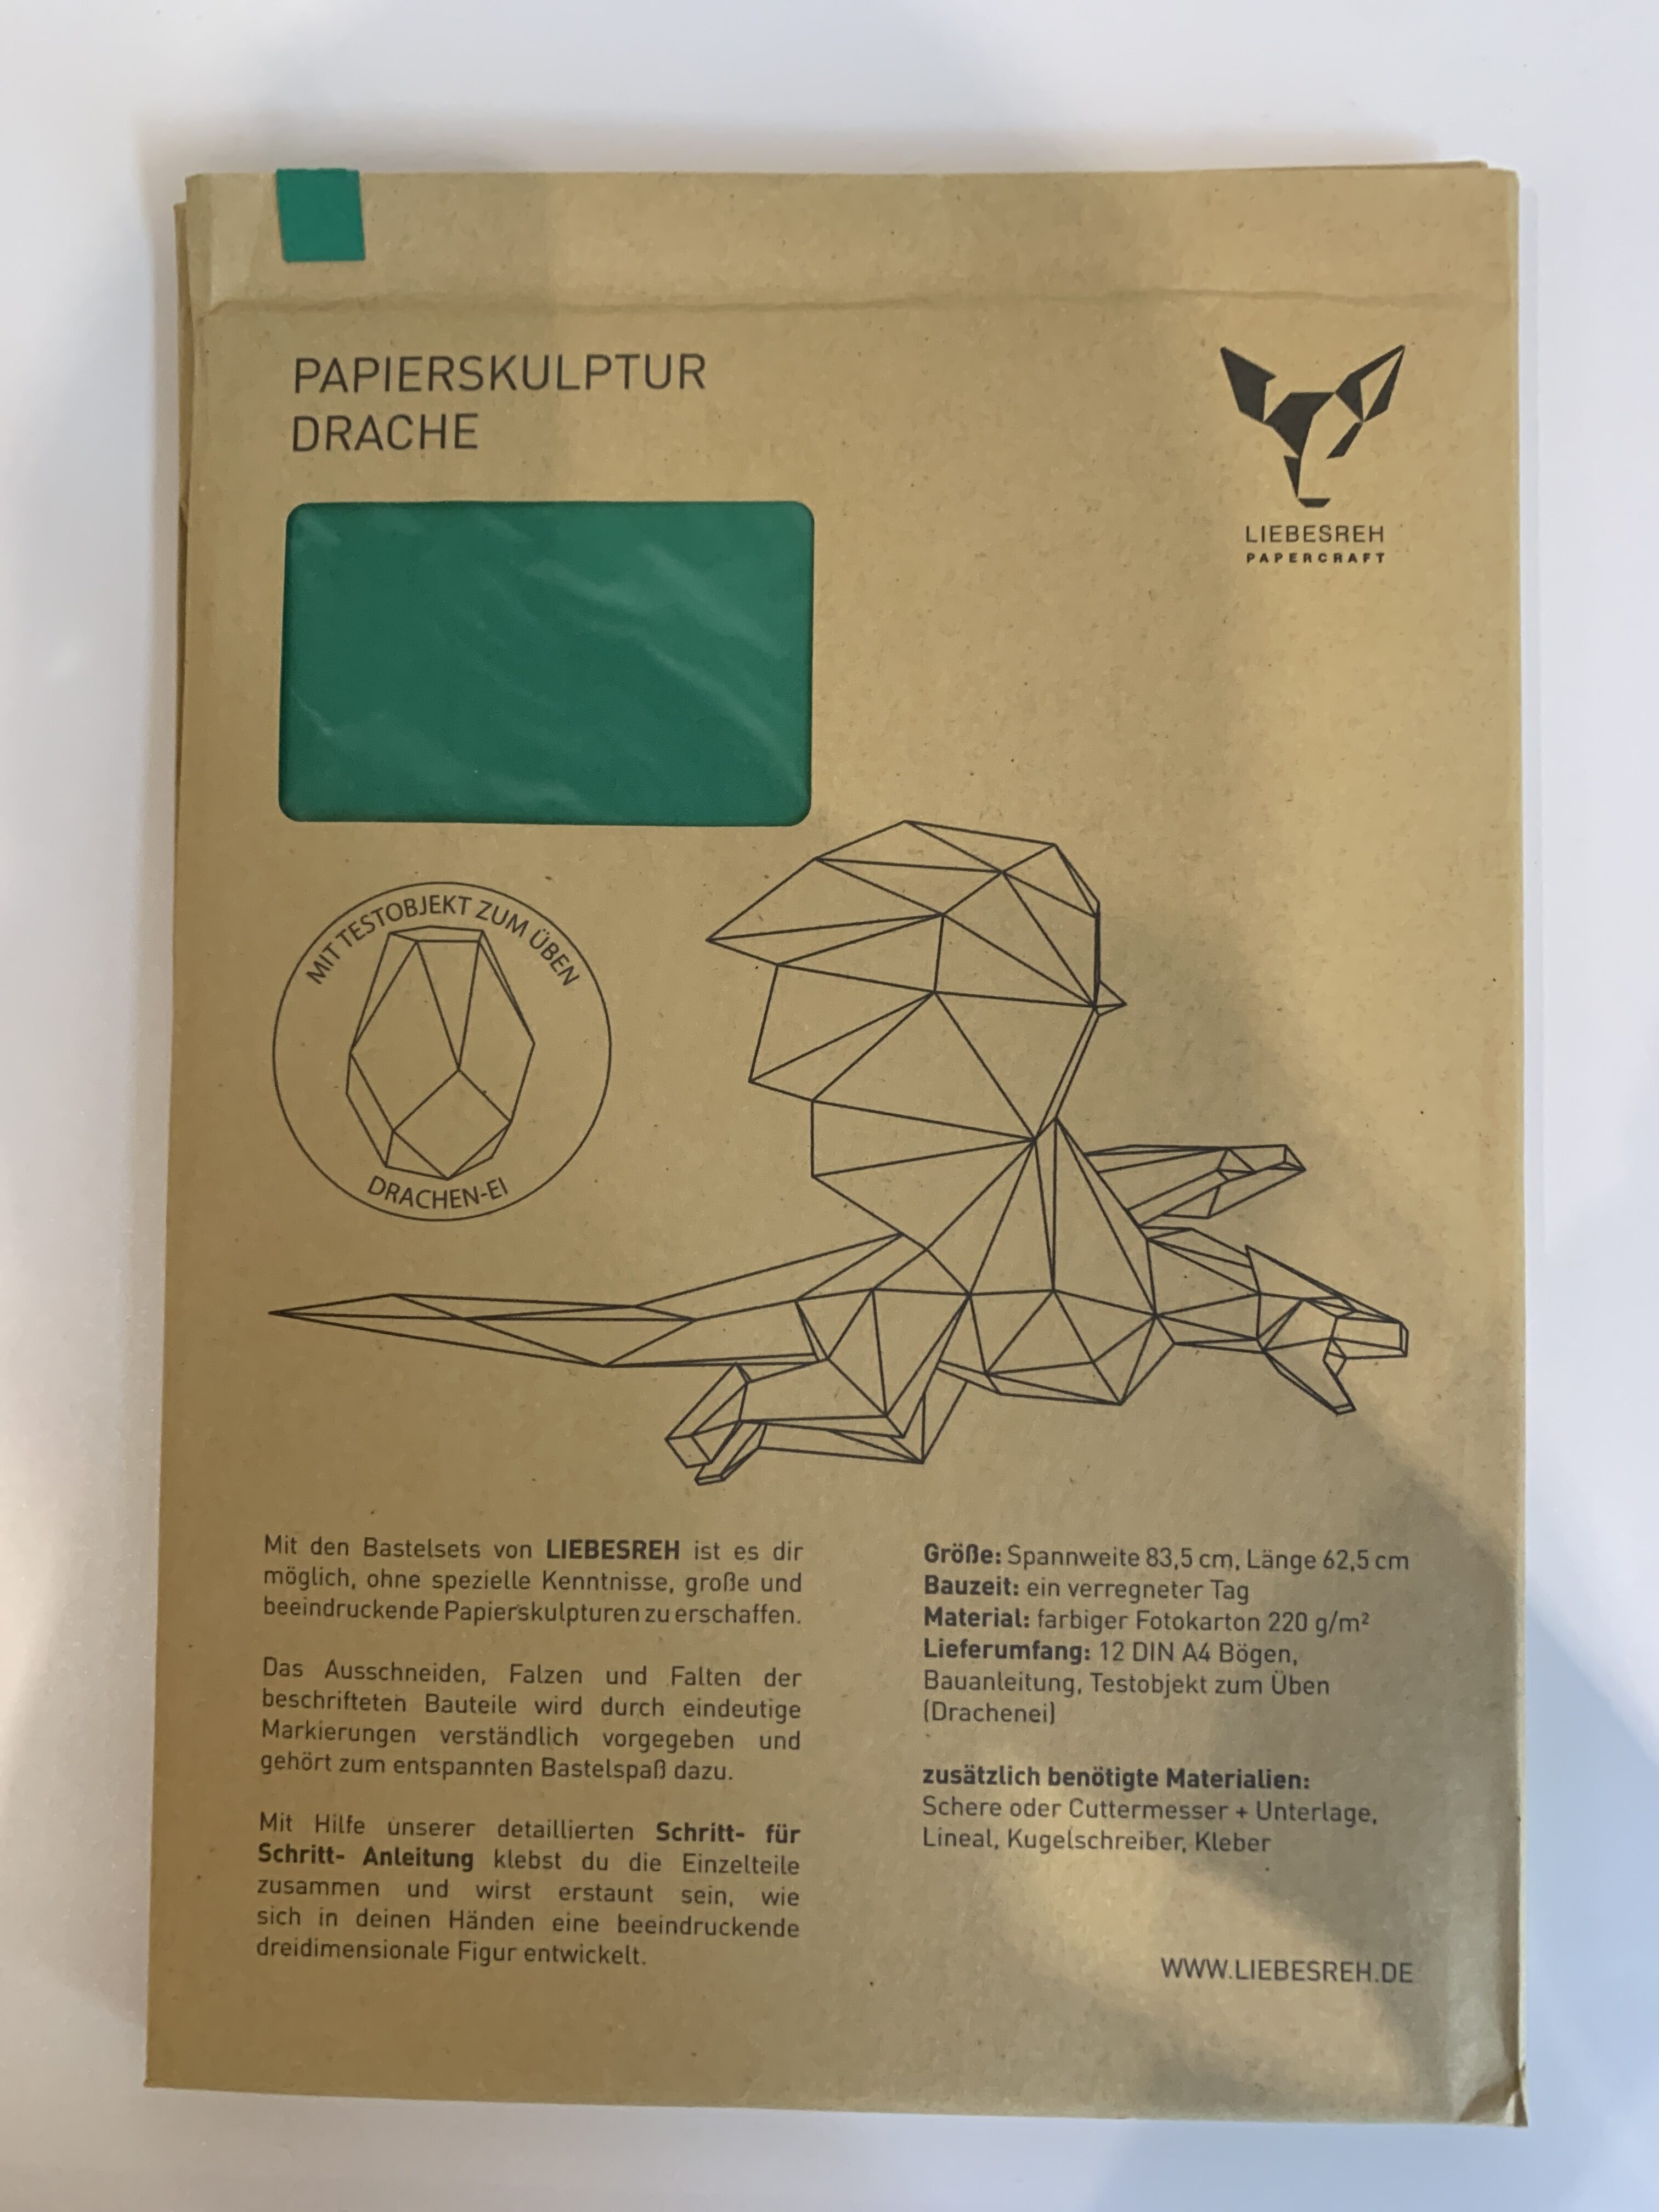 PAPIERSKULPTUR
DRACHE
LIEBESREH
PAPERCRAFT
MIT TESTOBJEKT ZUM ÜBEN
DRACHEN-EI
Mit den Bastelsets von LIEBESREH ist es dir
möglich, ohne spezielle Kenntnisse, große und
beeindruckende Papierskulpturen zu erschaffen.
Das Ausschneiden, Falzen und Falten der
beschrifteten Bauteile wird durch eindeutige
Markierungen verständlich vorgegeben und
gehört zum entspannten Bastelspaß dazu.
Mit Hilfe unserer detaillierten Schritt- für
Schritt- Anleitung klebst du die Einzelteile
zusammen und wirst erstaunt sein, wie
sich in deinen Händen eine beeindruckende
dreidimensionale Figur entwickelt.
Größe: Spannweite 83,5 cm, Länge 62,5 cm
Bauzeit: ein verregneter Tag
Material: farbiger Fotokarton 220 g/m²
Lieferumfang: 12 DIN A4 Bögen,
Bauanleitung, Testobjekt zum Üben
(Drachenei)
zusätzlich benötigte Materialien:
Schere oder Cuttermesser + Unterlage,
Lineal, Kugelschreiber, Kleber
WWW.LIEBESREH.DE